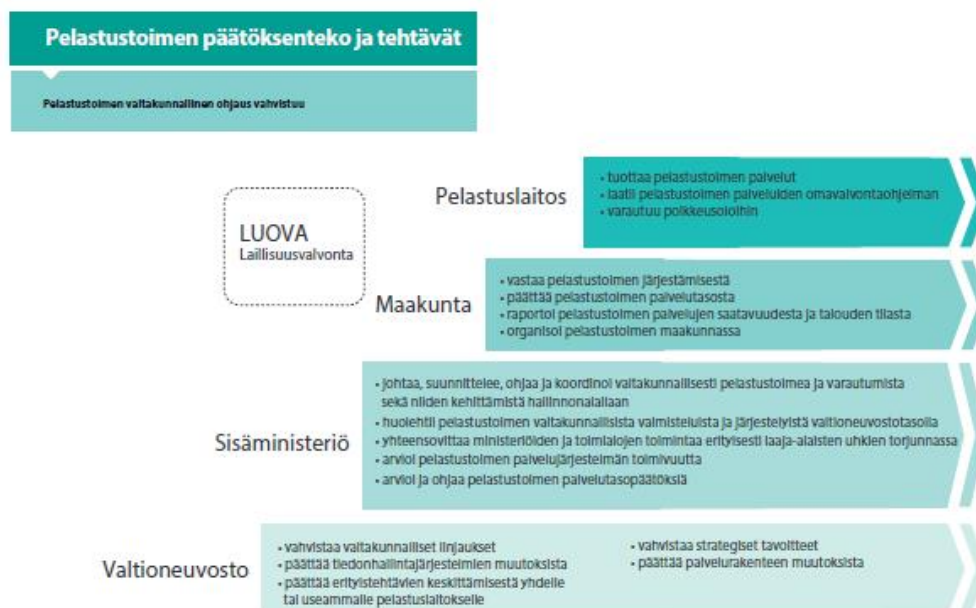 Pelastustoimen päätöksenteko ja tehtävät
Pelastustoimen valtakunnallinen ohjaus vahvistuu
LUOVA
Laillisuusvalvonta
Pelastuslaitos
• tuottaa pelastustoimen palvelut
• laatii pelastustoimen palveluiden omavalvontaohjelman
• varautuu poikkeusoloihin
Maakunta
• vastaa pelastustoimen järjestämisestä
• päättää pelastustoimen palvelutasosta
• raportoi pelastustoimen palvelujen saatavuudesta ja talouden tilasta
• organisoi pelastustoimen maakunnassa
Sisäministeriö
• johtaa, suunnittelee, ohjaa ja koordinoi valtakunnallisesti pelastustoimea ja varautumista
sekä niiden kehittämistä hallinnonalallaan
• huolehtii pelastustoimen valtakunnallisista valmisteluista ja järjestelyistä valtioneuvostotasolla
• yhteensovittaa ministeriöiden ja toimialojen toimintaa erityisesti laaja-alaisten uhkien torjunnassa
• arvioi pelastustoimen palvelujärjestelmän toimivuutta
• arvioi ja ohjaa pelastustoimen palvelutasopäätöksiä
Valtioneuvosto
• vahvistaa valtakunnalliset linjaukset
• päättää tiedonhallintajärjestelmien muutoksista
• päättää erityistehtävien keskittämisestä yhdelle
tai useammalle pelastuslaitokselle
• vahvistaa strategiset tavoitteet
• päättää palvelurakenteen muutoksista